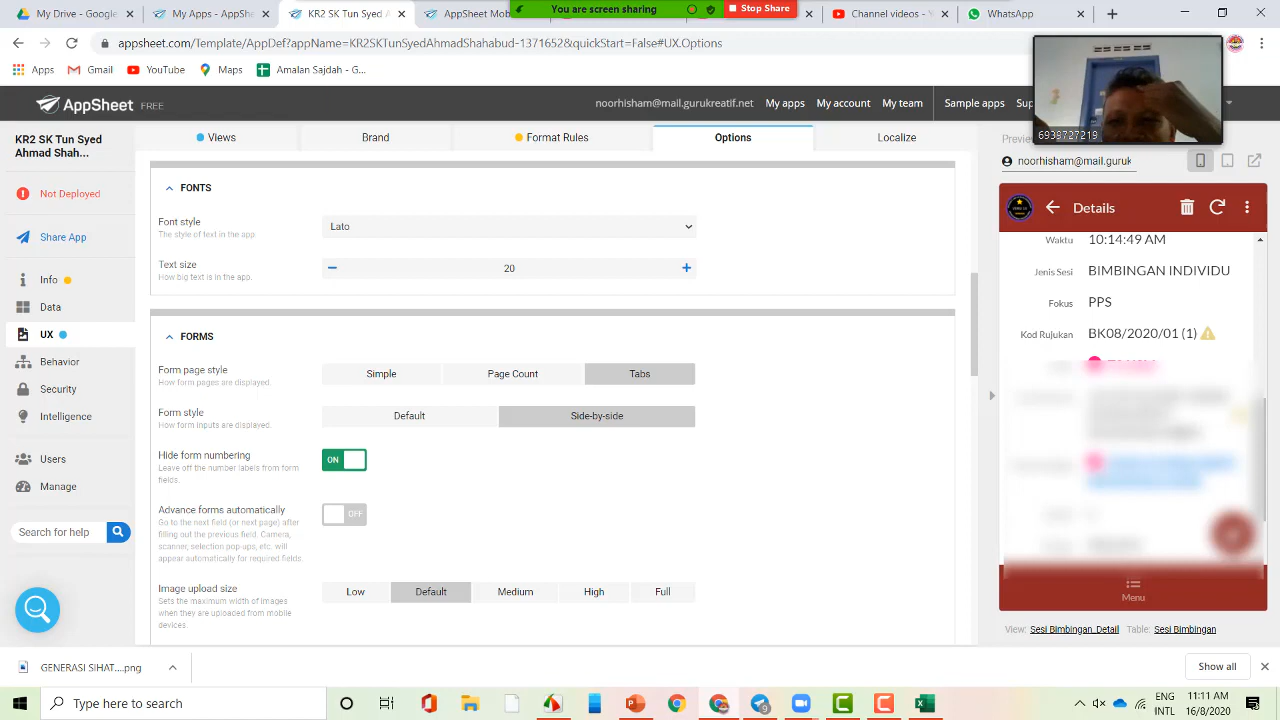 My AppSheet
My AppSheet
KR2 SK Tun Syed A
AppSheet - Mobile
Channel videos - Y
WhatsApp
You are screen sharing
Stop Share
appsheet.com/Template/AppDef?appName=KR2SKTunSyedAhmadShahabud-1371652&quickStart=False#UX.Options
Apps
Gmail
YouTube
Maps
Amalan Sajdah - G...
AppSheet FREE
noorhisham@mail.gurukreatif.net
My apps
My account
My team
Sample apps
Sup
6939727219
KR2 SK Tun Syed
Ahmad Shah...
Not Deployed
Share App
Info
Data
UX
Behavior
Security
Intelligence
Users
Manage
Search for help
Views
Brand
Format Rules
Options
Localize
FONTS
Font style
The style of text in the app.
Lato
Text size
How big text is in the app.
20
FORMS
Form page style
How form pages are displayed.
Simple
Page Count
Tabs
Form style
How form inputs are displayed.
Default
Side-by-side
Hide form numbering
Leave off the number labels from form
fields.
ON
Advance forms automatically
Go to the next field (or next page) after
filling out the previous field. Camera,
scanner, selection pop-ups, etc. will
appear automatically for required fields.
OFF
Image upload size
Sets the maximum width of images
when they are uploaded from mobile
devices.
Low
Default
Medium
High
Full
noorhisham@mail.guruk
Details
Waktu
10:14:49 AM
Jenis Sesi
BIMBINGAN INDIVIDU
Fokus
PPS
Kod Rujukan
BK08/2020/01 (1)
Menu
View: Sesi Bimbingan_Detail
Table: Sesi Bimbingan
GENERASI SIHAT....png
Show all
Type here to search
ENG
INTL
11:11 AM
16/8/2020